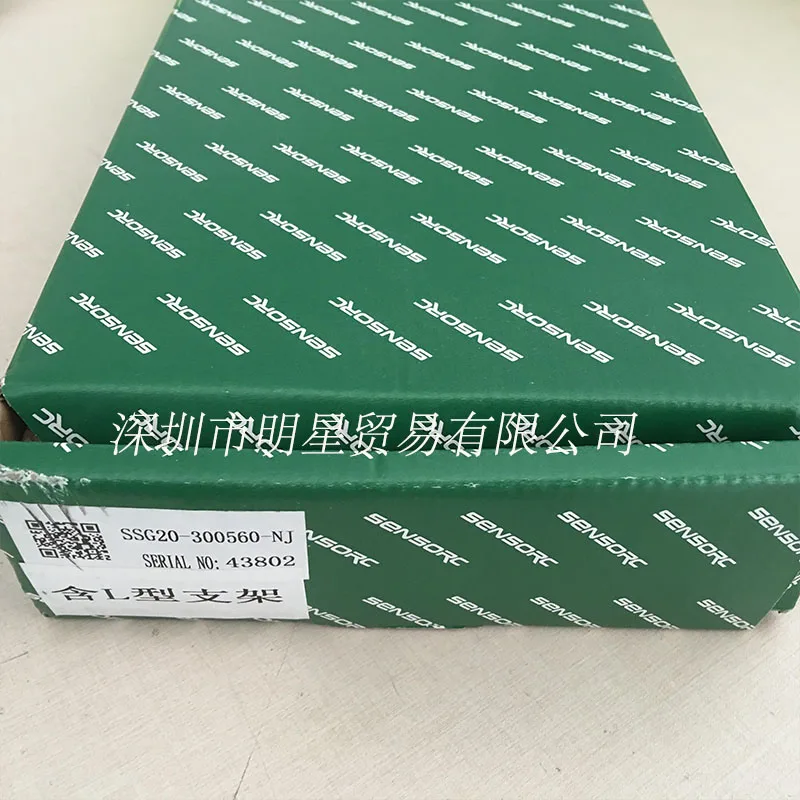 SENSORC
深圳市明星贸易有限公司
SSG20-300560-NJ
SERIAL NO: 43802
含L型支架
SENSORC